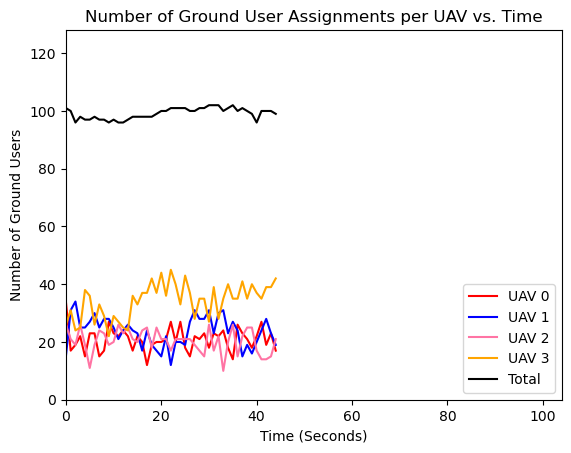 Number of Ground User Assignments per UAV vs. Time
120
100
80
60
40
20
0
Number of Ground Users
0 20 40 60 80 100
Time (Seconds)
UAV 0
UAV 1
UAV 2
UAV 3
Total